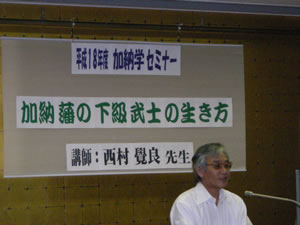 平成18年度 加納学セミナー
加納藩の下級武士の生き方
講師:西村覺良 先生